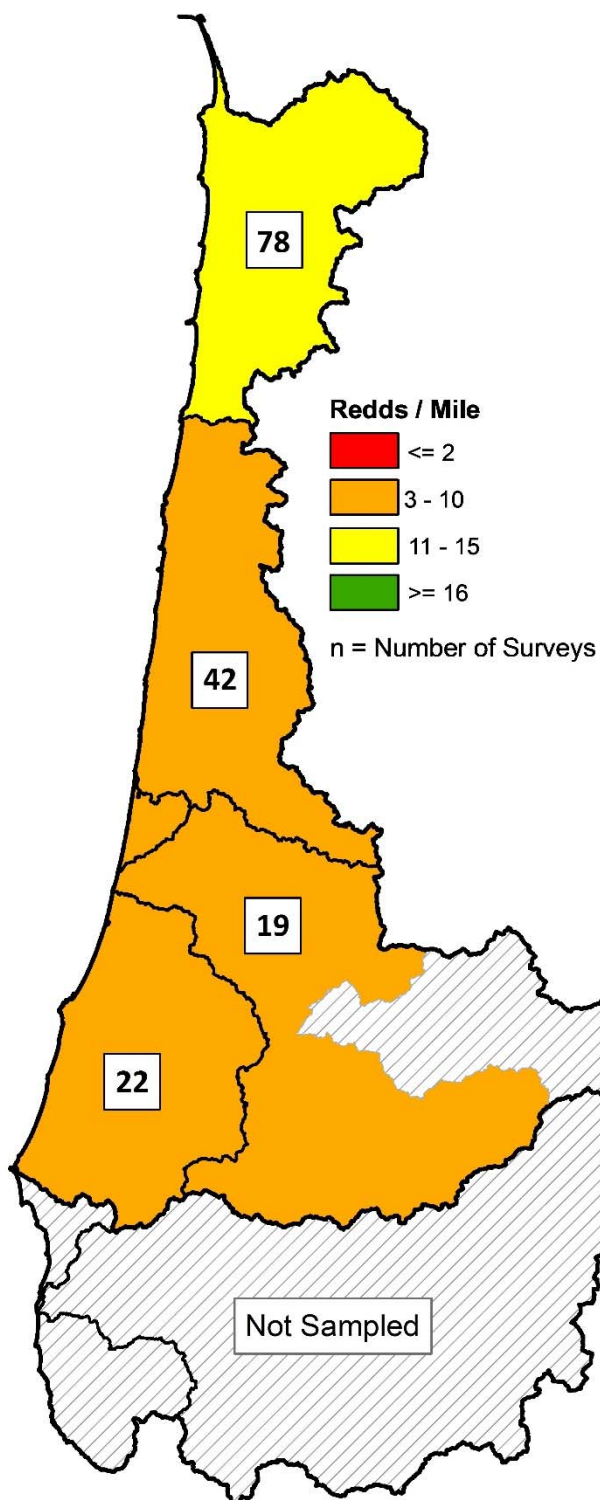 78
Redds / Mile
<= 2
3 - 10
11 - 15
>= 16
n = Number of Surveys
42
19
22
Not Sampled